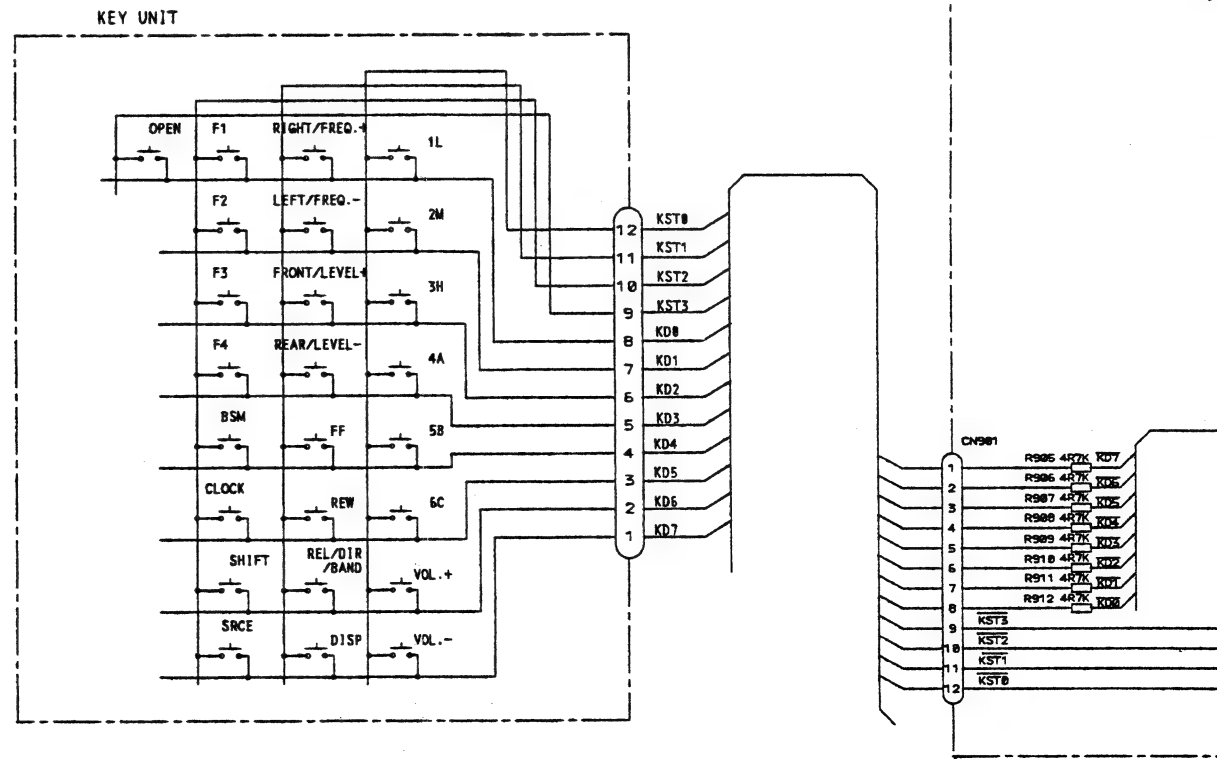 KEY UNIT
OPEN F1 RIGHT/FREQ.+ 1L
F2 LEFT/FREQ.- 2M
F3 FRONT/LEVEL+ 3H
F4 REAR/LEVEL- 4A
BSM FF 5B
CLOCK REW 6C
SHIFT REL/DIR /BAND VOL.+
SRCE DISP VOL.-
12 KST0
11 KST1
10 KST2
9 KST3
8 KD0
7 KD1
6 KD2
5 KD3
4 KD4
3 KD5
2 KD6
1 KD7
CN901
1 R905 4R7K KD7
2 R906 4R7K KD6
3 R907 4R7K KD5
4 R908 4R7K KD4
5 R909 4R7K KD3
6 R910 4R7K KD2
7 R911 4R7K KD1
8 R912 4R7K KD0
9 KST3
10 KST2
11 KST1
12 KST0